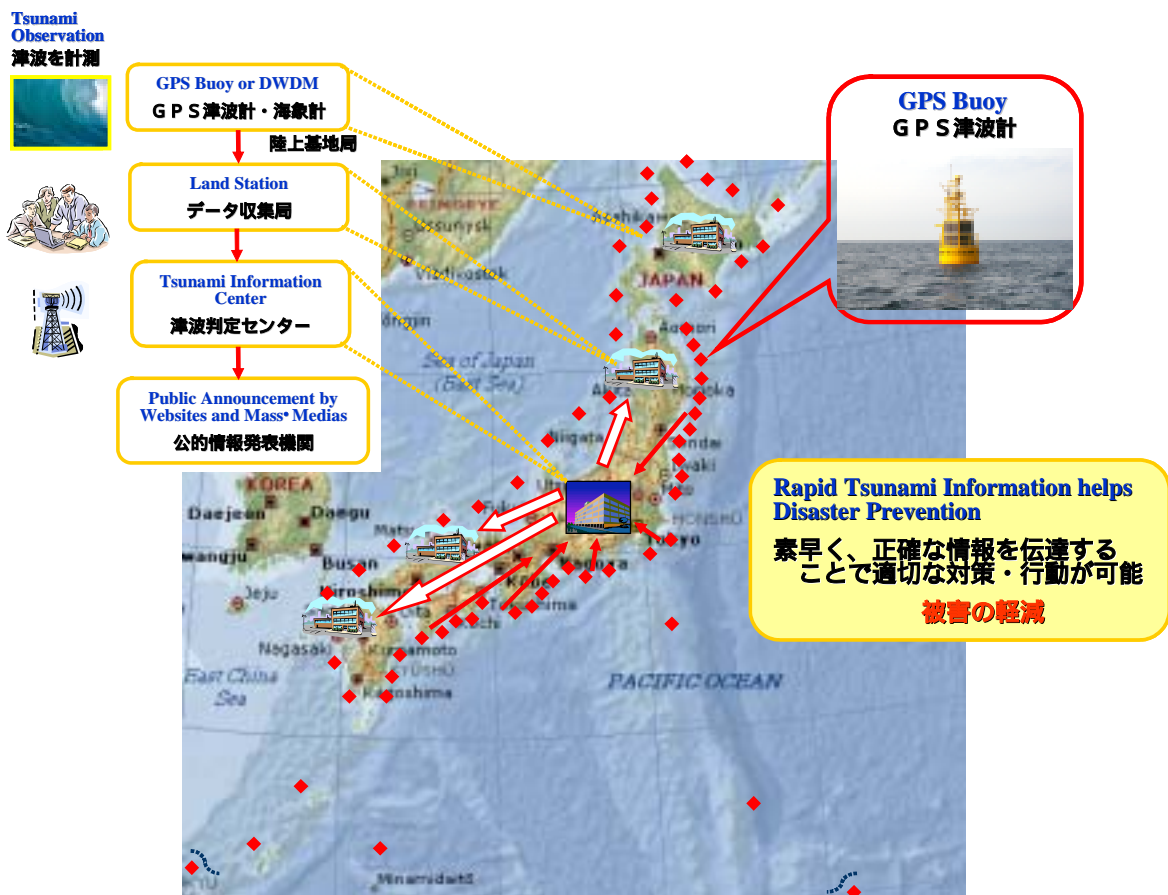 Tsunami
Observation
津波を計測
GPS Buoy or DWDM
ＧＰＳ津波計・海象計
陸上基地局
Land Station
データ収集局
Tsunami Information
Center
津波判定センター
Public Announcement by
Websites and Mass•Medias
公的情報発表機関
GPS Buoy
ＧＰＳ津波計
Rapid Tsunami Information helps
Disaster Prevention
素早く、正確な情報を伝達する
ことで適切な対策・行動が可能
被害の軽減
JAPAN
Sea of Japan
(East Sea)
Akita
Niigata
KOREA
Daejeon
Daegu
HONSHŪ
Tokyo
Busan
Jeju
Nagasaki
East China
Sea
PACIFIC OCEAN
Minamidaitō